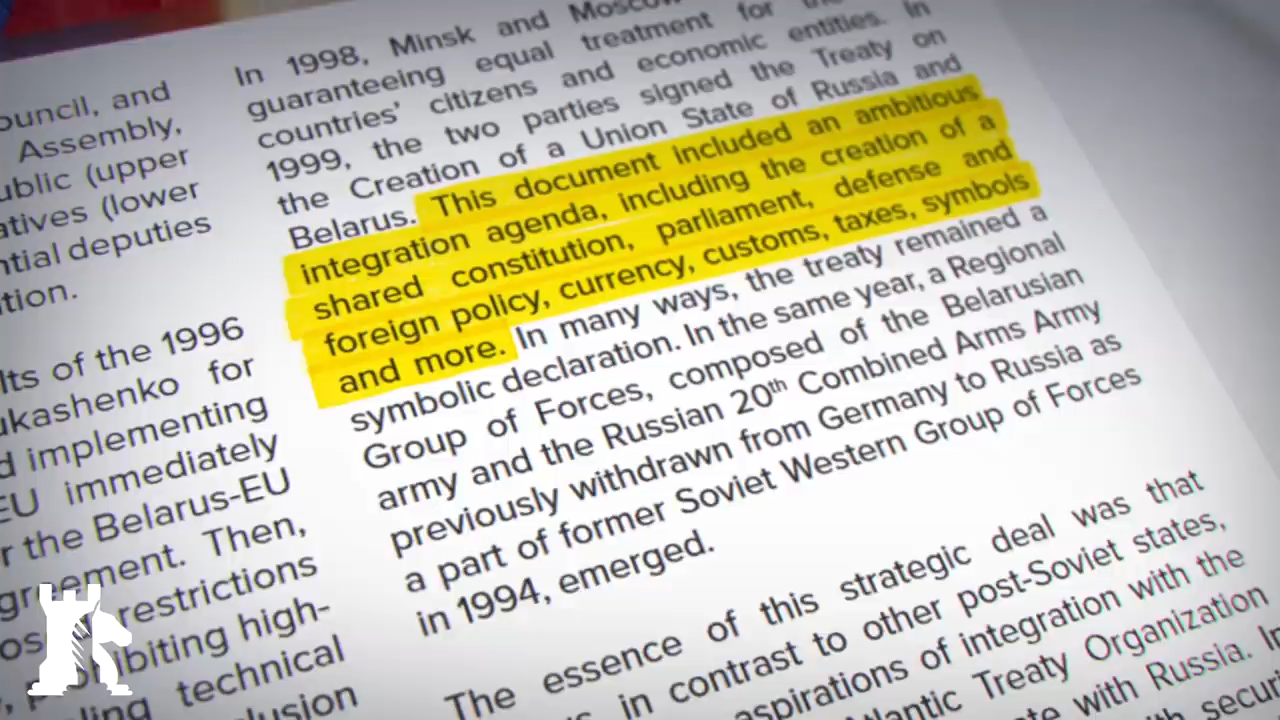 ouncil, and
Assembly,
ublic (upper
atives (lower
ntial deputies
ition.
lts of the 1996
ukashenko for
d implementing
EU immediately
r the Belarus-EU
greement. Then,
restrictions
hibiting high-
ling technical
lusion
In 1998, Minsk and Moscow
guaranteeing equal treatment for
countries' citizens and economic entities. In
1999, the two parties signed the Treaty on
the Creation of a Union State of Russia and
Belarus. This document included an ambitious
integration agenda, including the creation of a
shared constitution, parliament, defense and
foreign policy, currency, customs, taxes, symbols
and more. In many ways, the treaty remained a
symbolic declaration. In the same year, a Regional
Group of Forces, composed of the Belarusian
army and the Russian 20th Combined Arms Army
previously withdrawn from Germany to Russia as
a part of former Soviet Western Group of Forces
in 1994, emerged.
The essence of this strategic deal was that
in contrast to other post-Soviet states,
aspirations of integration with the
lantic Treaty Organization
te with Russia. In